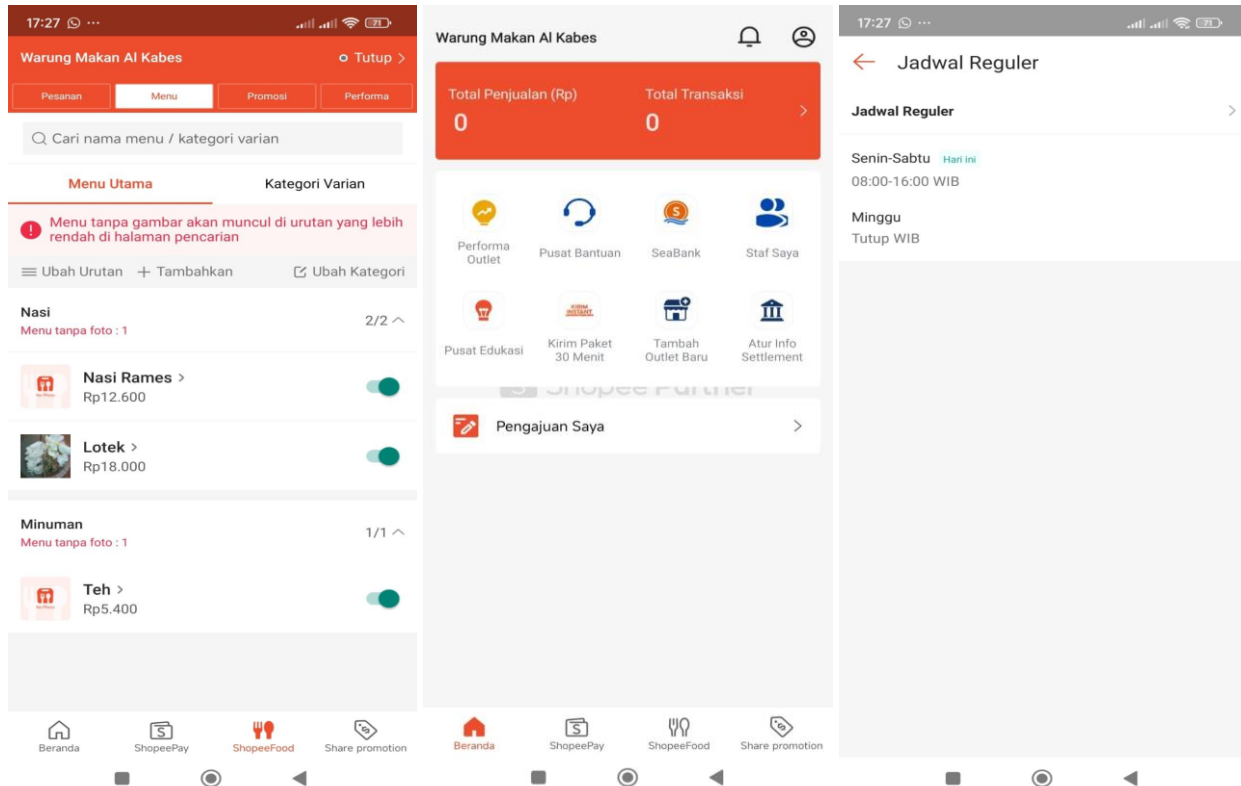 17:27
71
Warung Makan Al Kabes
Tutup >
Pesanan
Menu
Promosi
Performa
Cari nama menu / kategori varian
Menu Utama
Kategori Varian
Menu tanpa gambar akan muncul di urutan yang lebih
rendah di halaman pencarian
Ubah Urutan
+ Tambahkan
Ubah Kategori
Nasi
2/2
Menu tanpa foto : 1
Nasi Rames >
Rp12.600
Lotek >
Rp18.000
Minuman
1/1
Menu tanpa foto : 1
Teh >
Rp5.400
Beranda
ShopeePay
ShopeeFood
Share promotion
Warung Makan Al Kabes
Total Penjualan (Rp)
Total Transaksi
0
0
Performa
Outlet
Pusat Bantuan
SeaBank
Staf Saya
Pusat Edukasi
KIRIM
INSTANT
Kirim Paket
30 Menit
Tambah
Outlet Baru
Atur Info
Settlement
Shopee Partner
Pengajuan Saya
Beranda
ShopeePay
ShopeeFood
Share promotion
17:27
71
Jadwal Reguler
Jadwal Reguler
Senin-Sabtu Hari ini
08:00-16:00 WIB
Minggu
Tutup WIB